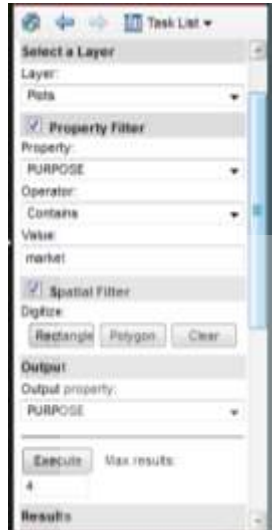 Task List
Select a Layer
Layer:
Plots
Property Filter
Property:
PURPOSE
Operator:
Contains
Value:
market
Spatial Filter
Digitize
Rectangle Polygon Clear
Output
Output property:
PURPOSE
Execute Max results:
4
Results